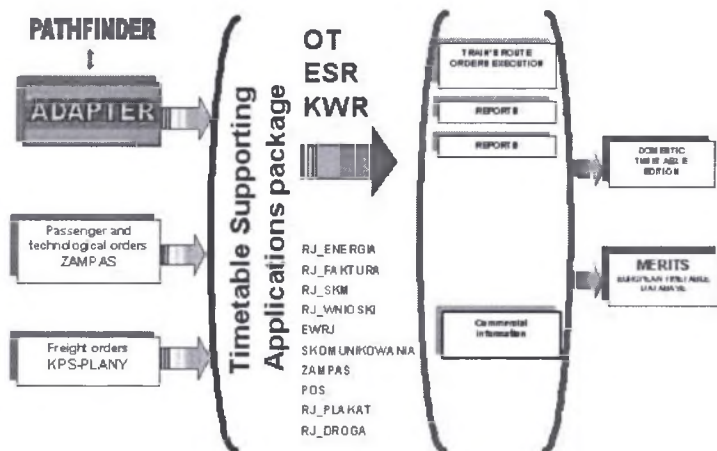 PATHFINDER
ADAPTER
Passenger and
technological orders
ZAMPAS
Freight orders
KPS-PLANY
Timetable Supporting
Applications package
OT
ESR
KWR
RJ_ENERGIA
RJ_FAKTURA
RJ_SKM
RJ_WNIOSKI
EWRJ
SKOMUNIKOWANIA
ZAMPAS
POS
RJ_PLAKAT
RJ_DROGA
TRAIN'S ROUTE
ORDERS EXECUTION
REPORTS
REPORTS
Commercial
information
DOMESTIC
TIMETABLE
EDITION
MERITS
EUROPEAN TIMETABLE
DATABASE